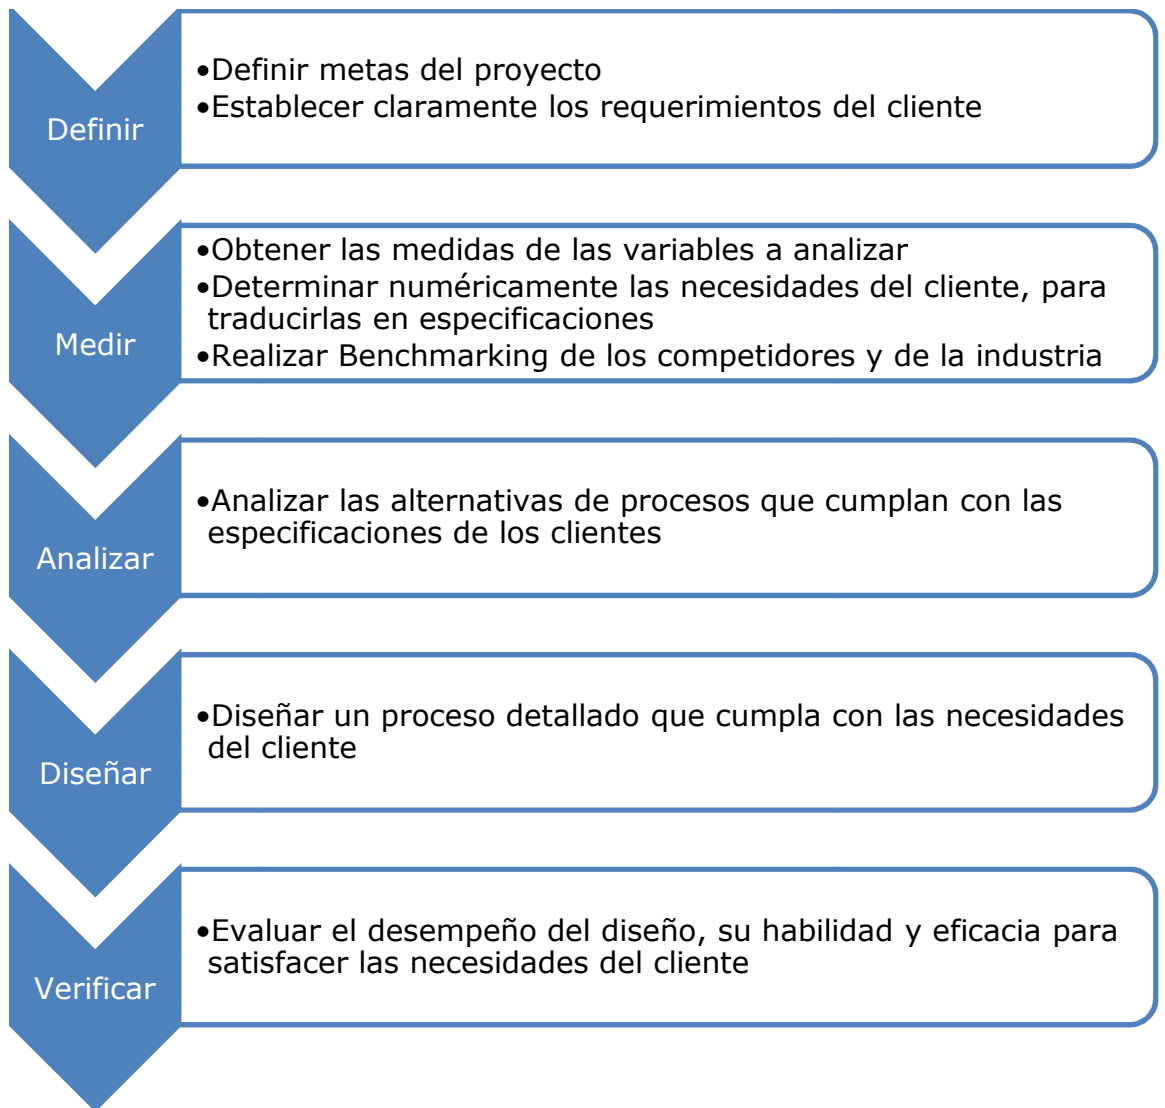 Definir
•Definir metas del proyecto
•Establecer claramente los requerimientos del cliente
Medir
•Obtener las medidas de las variables a analizar
•Determinar numéricamente las necesidades del cliente, para
traducirlas en especificaciones
•Realizar Benchmarking de los competidores y de la industria
Analizar
•Analizar las alternativas de procesos que cumplan con las
especificaciones de los clientes
Diseñar
•Diseñar un proceso detallado que cumpla con las necesidades
del cliente
Verificar
•Evaluar el desempeño del diseño, su habilidad y eficacia para
satisfacer las necesidades del cliente